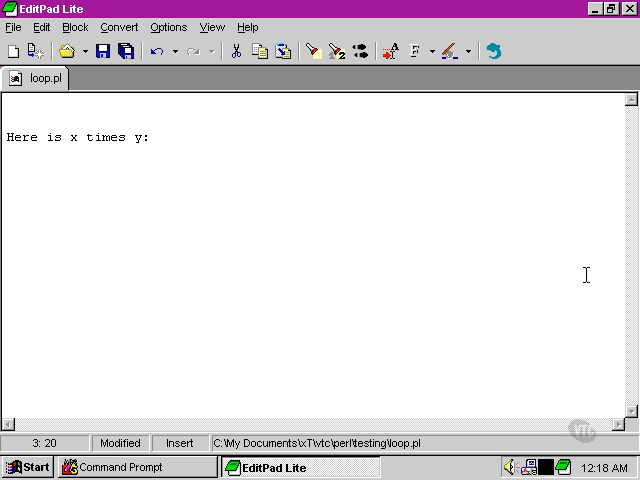 EditPad Lite
File Edit Block Convert Options View Help
loop.pl
Here is x times y:
3: 20 Modified Insert C:\My Documents\xT\vtc\perl\testing\loop.pl
Start Command Prompt EditPad Lite 12:18 AM